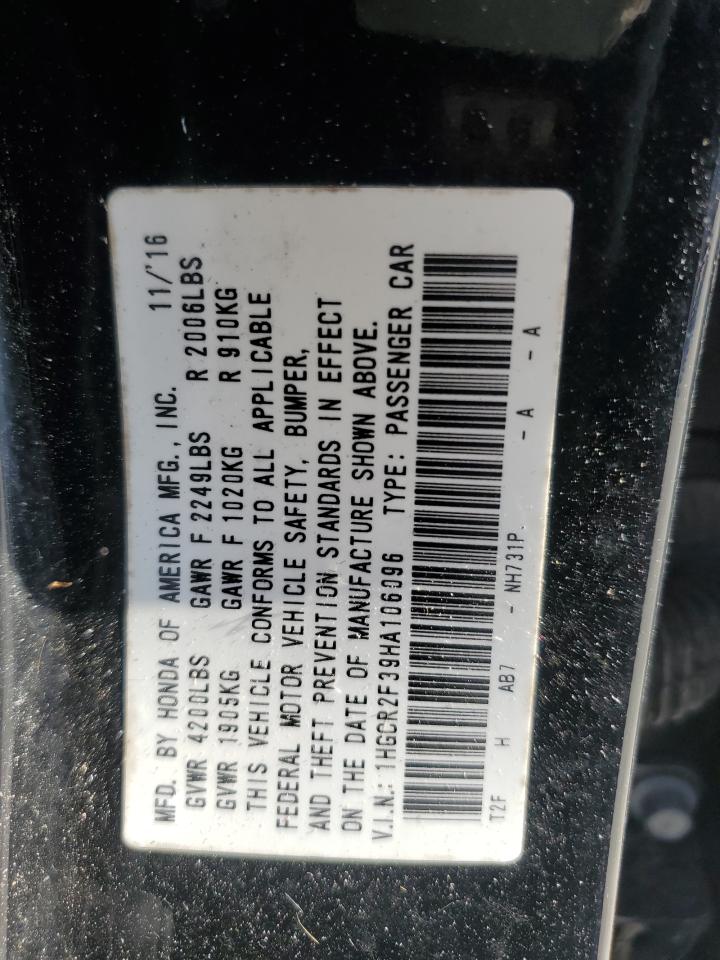 MFD. BY HONDA OF AMERICA MFG., INC. 11/'16
GVWR 4200LBS GAWR F 2249LBS R 2006LBS
GVWR 1905KG GAWR F 1020KG R 910KG
THIS VEHICLE CONFORMS TO ALL APPLICABLE
FEDERAL MOTOR VEHICLE SAFETY, BUMPER,
AND THEFT PREVENTION STANDARDS IN EFFECT
ON THE DATE OF MANUFACTURE SHOWN ABOVE.
V.I.N.: 1HGCR2F39HA106096 TYPE: PASSENGER CAR
T2F H AB7 - NH731P. - A - A